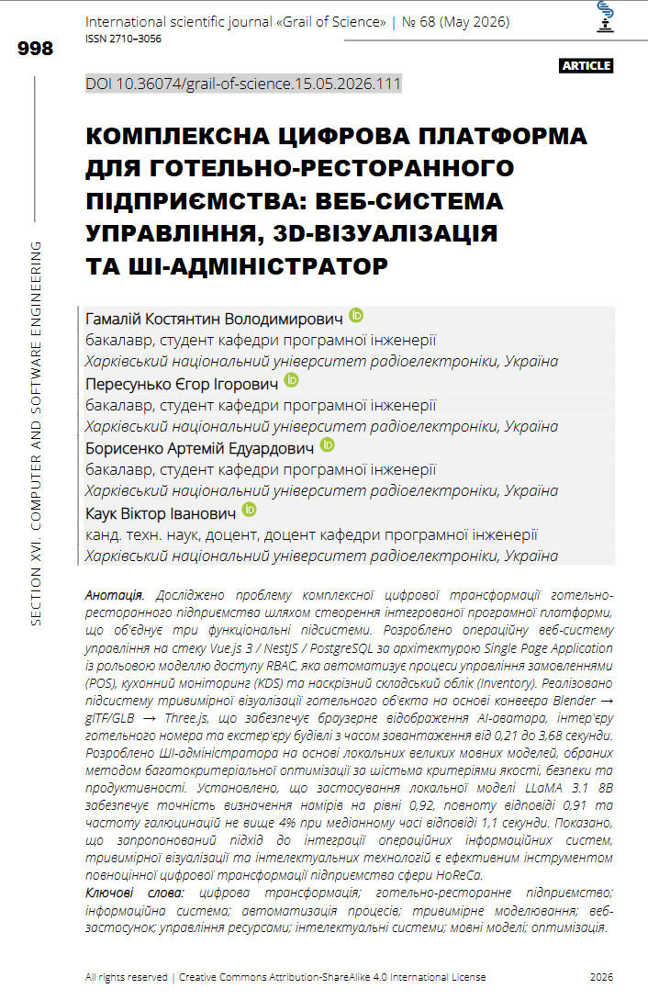 International scientific journal «Grail of Science» | № 68 (May 2026)
ISSN 2710–3056
998
ARTICLE
DOI 10.36074/grail-of-science.15.05.2026.111
КОМПЛЕКСНА ЦИФРОВА ПЛАТФОРМА
ДЛЯ ГОТЕЛЬНО-РЕСТОРАННОГО
ПІДПРИЄМСТВА: ВЕБ-СИСТЕМА
УПРАВЛІННЯ, 3D-ВІЗУАЛІЗАЦІЯ
ТА ШІ-АДМІНІСТРАТОР
SECTION XVI. COMPUTER AND SOFTWARE ENGINEERING
Гамалій Костянтин Володимирович iD
бакалавр, студент кафедри програмної інженерії
Харківський національний університет радіоелектроніки, Україна
Пересунько Єгор Ігорович iD
бакалавр, студент кафедри програмної інженерії
Харківський національний університет радіоелектроніки, Україна
Борисенко Артемій Едуардович iD
бакалавр, студент кафедри програмної інженерії
Харківський національний університет радіоелектроніки, Україна
Каук Віктор Іванович iD
канд. техн. наук, доцент, доцент кафедри програмної інженерії
Харківський національний університет радіоелектроніки, Україна
Анотація. Досліджено проблему комплексної цифрової трансформації готельно-
ресторанного підприємства шляхом створення інтегрованої програмної платформи,
що об'єднує три функціональні підсистеми. Розроблено операційну веб-систему
управління на стеку Vue.js 3 / NestJS / PostgreSQL за архітектурою Single Page Application
із рольовою моделлю доступу RBAC, яка автоматизує процеси управління замовленнями
(POS), кухонний моніторинг (KDS) та наскрізний складський облік (Inventory). Реалізовано
підсистему тривимірної візуалізації готельного об'єкта на основі конвеєра Blender →
glTF/GLB → Three.js, що забезпечує браузерне відображення AI-аватара, інтер'єру
готельного номера та екстер'єру будівлі з часом завантаження від 0,21 до 3,68 секунди.
Розроблено ШІ-адміністратора на основі локальних великих мовних моделей, обраних
методом багатокритеріальної оптимізації за шістьма критеріями якості, безпеки та
продуктивності. Установлено, що застосування локальної моделі LLaMA 3.1 8B
забезпечує точність визначення намірів на рівні 0,92, повноту відповіді 0,91 та
частоту галюцинацій не вище 4% при медіанному часі відповіді 1,1 секунди. Показано,
що запропонований підхід до інтеграції операційних інформаційних систем,
тривимірної візуалізації та інтелектуальних технологій є ефективним інструментом
повноцінної цифрової трансформації підприємства сфери HoReCa.
Ключові слова: цифрова трансформація; готельно-ресторанне підприємство;
інформаційна система; автоматизація процесів; тривимірне моделювання; веб-
застосунок; управління ресурсами; інтелектуальні системи; мовні моделі; оптимізація.
All rights reserved | Creative Commons Attribution-ShareAlike 4.0 International License
2026